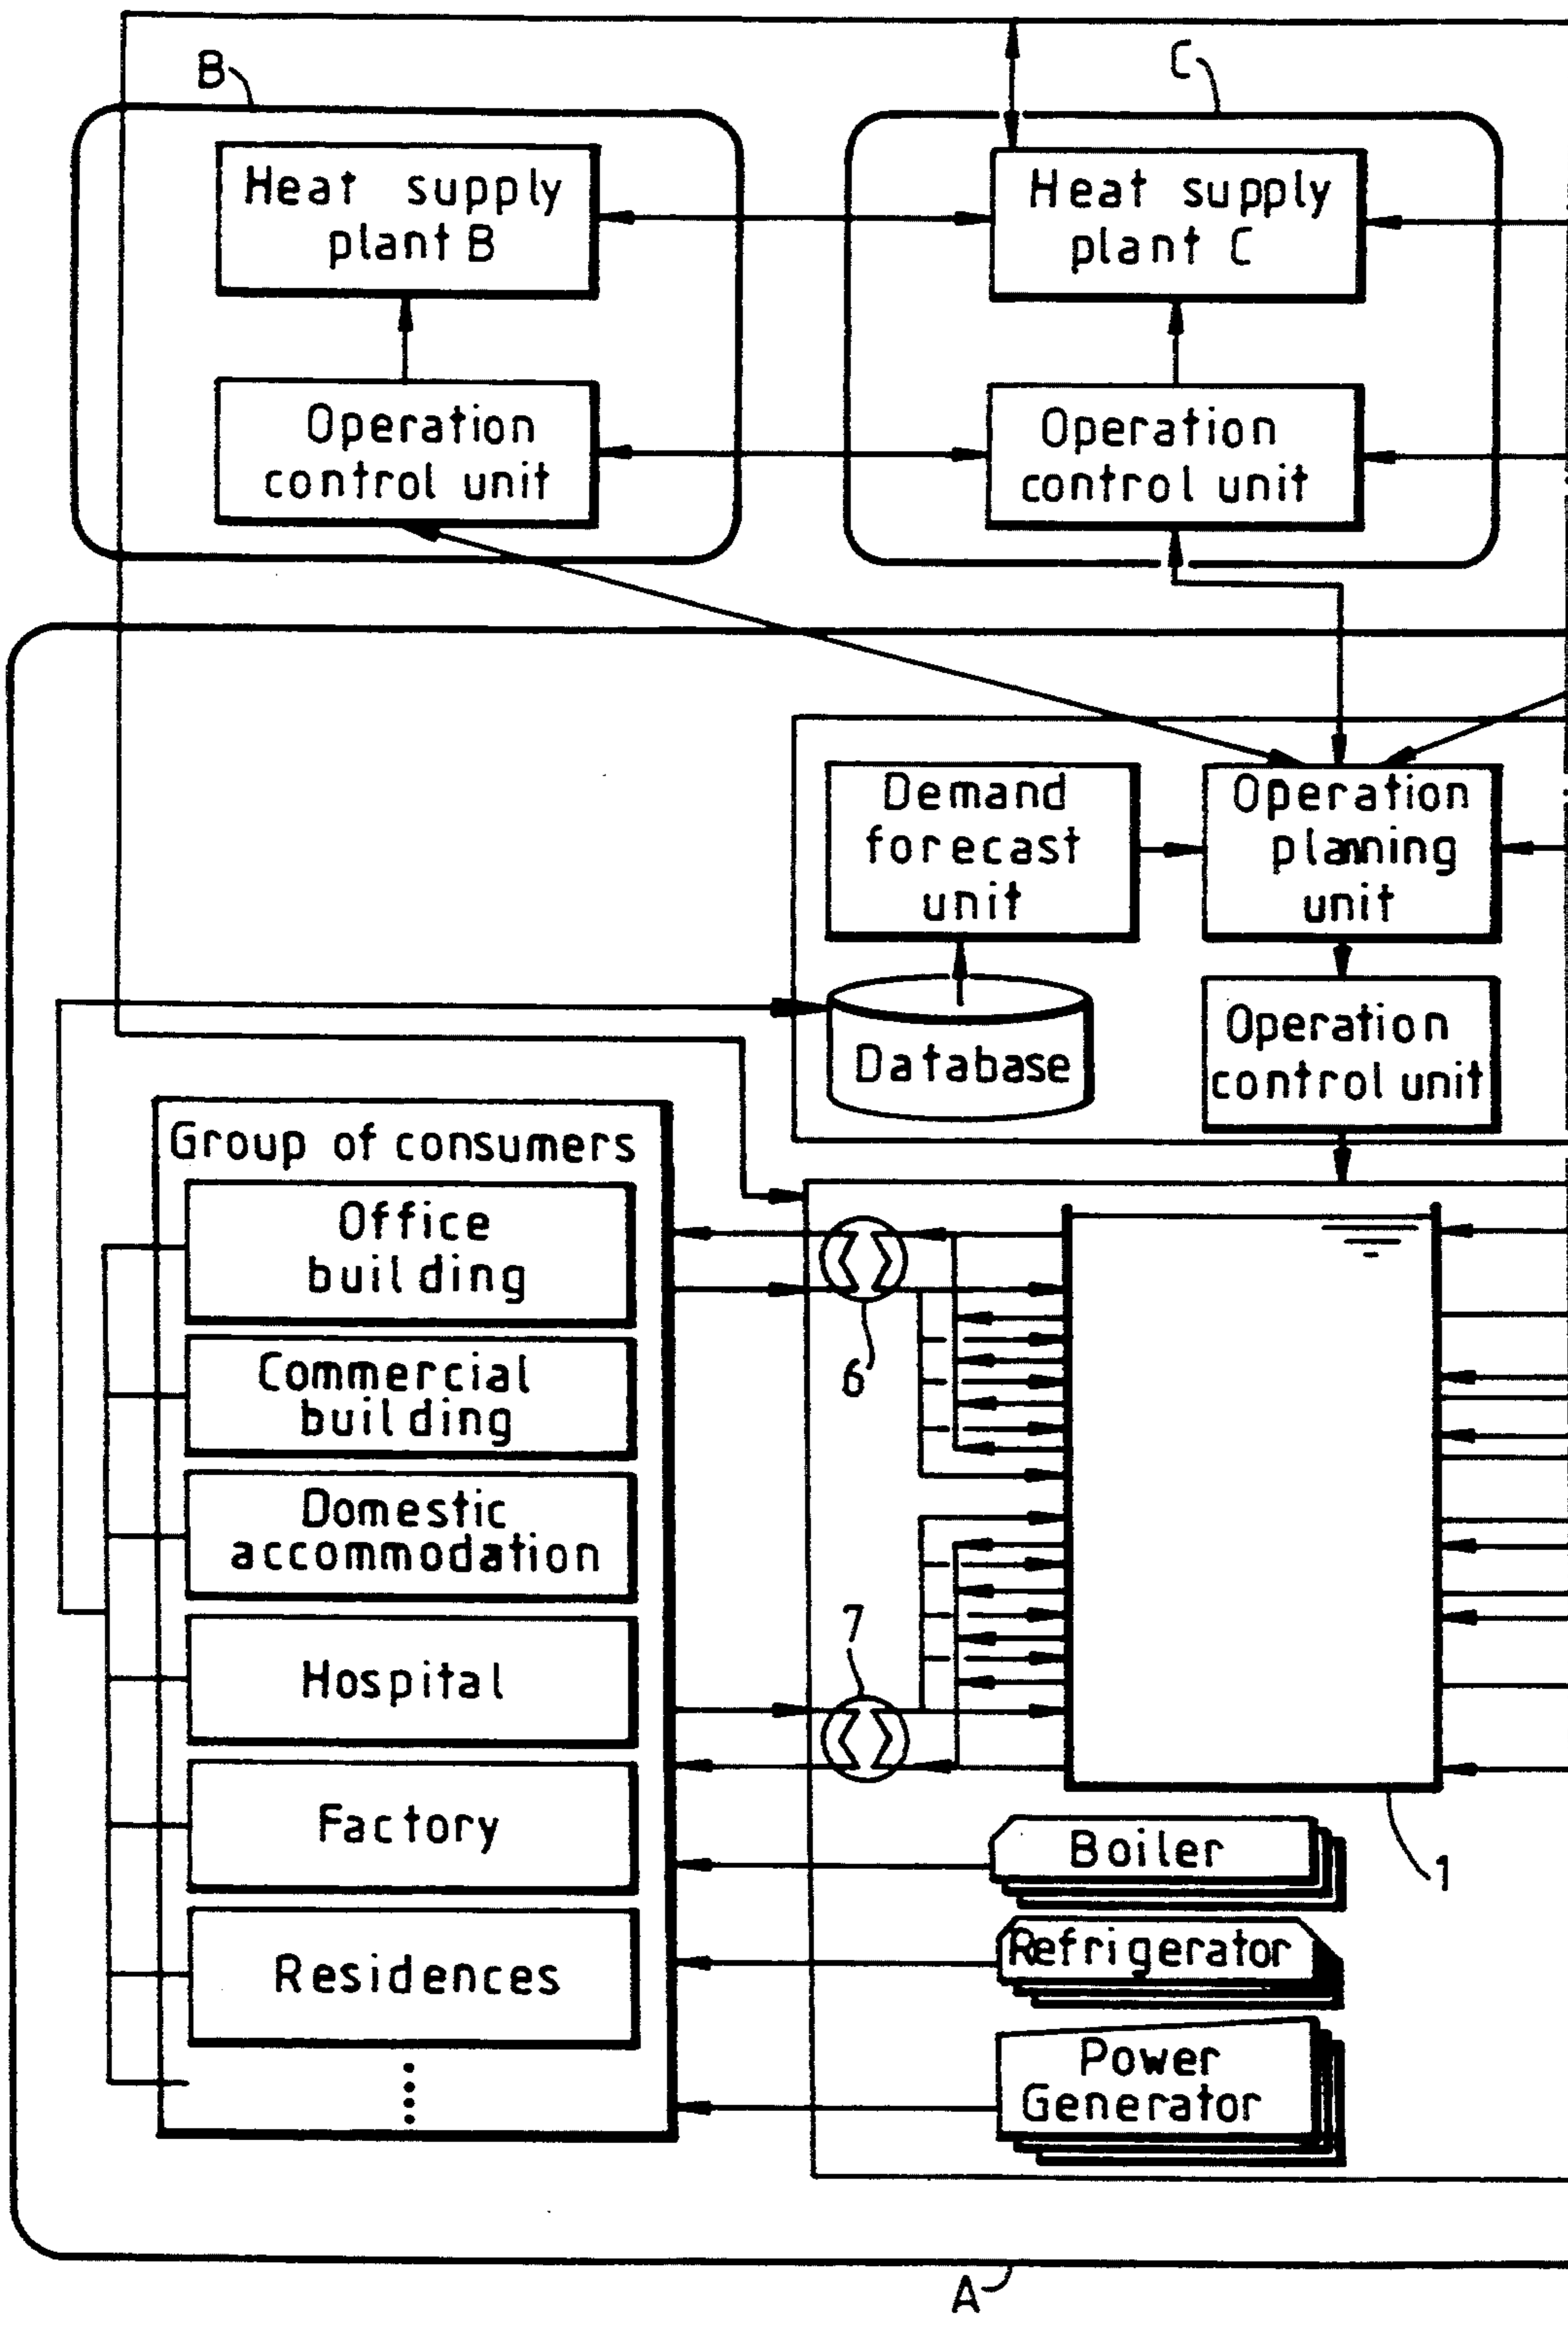 B
C
Heat supply
plant B
Heat supply
plant C
Operation
control unit
Operation
control unit
Demand
forecast
unit
Operation
planning
unit
Database
Operation
control unit
Group of consumers
Office
building
Commercial
building
Domestic
accommodation
Hospital
Factory
Residences
6
7
1
Boiler
Refrigerator
Power
Generator
A